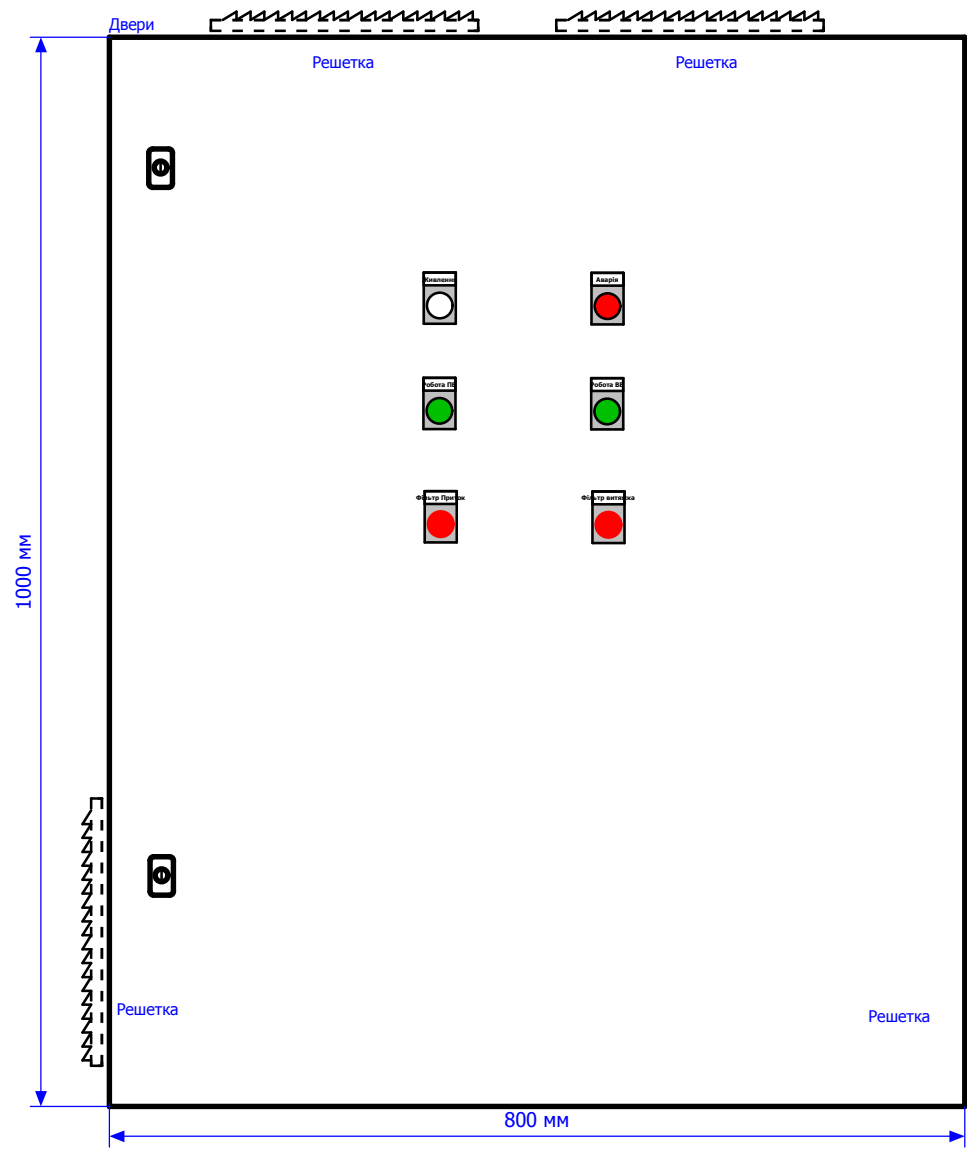 Двери
Решетка
Решетка
Живлення
Аварія
Робота ПВ
Робота ВВ
Фільтр Приток
Фільтр витяжка
1000 мм
Решетка
Решетка
800 мм